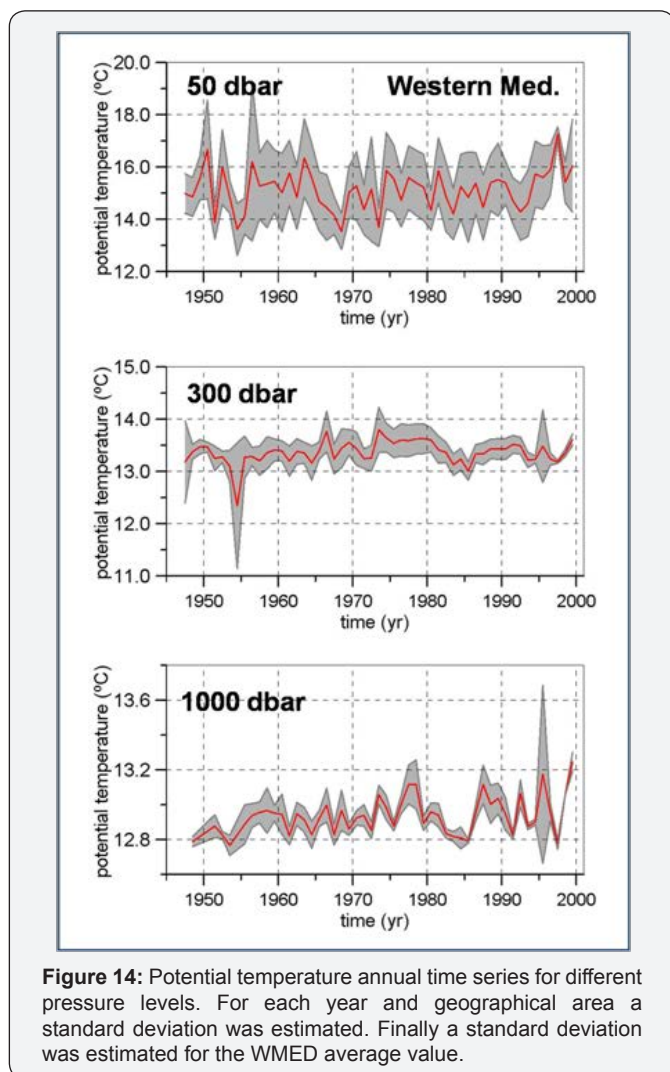 20.0
50 dbar Western Med.
18.0
16.0
14.0
12.0
potential temperature (ºC)
1950 1960 1970 1980 1990 2000
time (yr)
15.0
300 dbar
14.0
13.0
12.0
11.0
potential temperature (ºC)
1950 1960 1970 1980 1990 2000
time (yr)
13.6
1000 dbar
13.2
12.8
potential temperature (ºC)
1950 1960 1970 1980 1990 2000
time (yr)
Figure 14: Potential temperature annual time series for different
pressure levels. For each year and geographical area a
standard deviation was estimated. Finally a standard deviation
was estimated for the WMED average value.